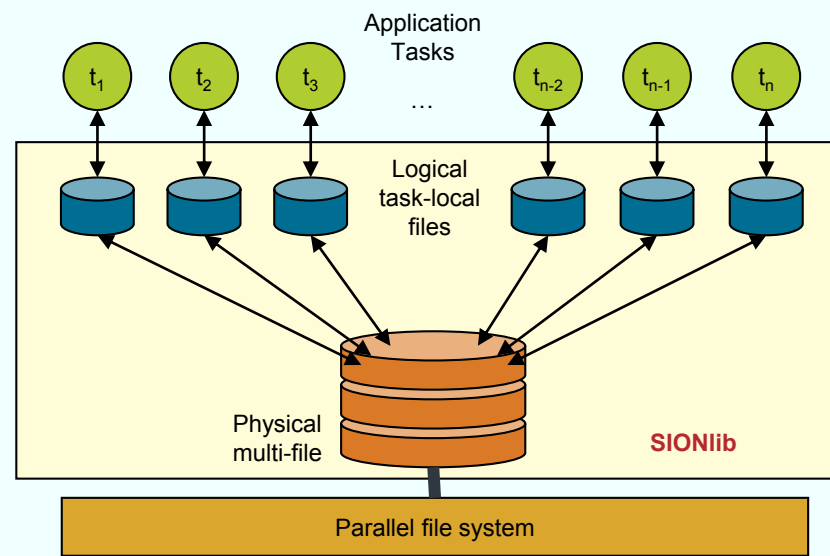 Application
Tasks
t1 t2 t3 … tn-2 tn-1 tn
Logical
task-local
files
Physical
multi-file
SIONlib
Parallel file system